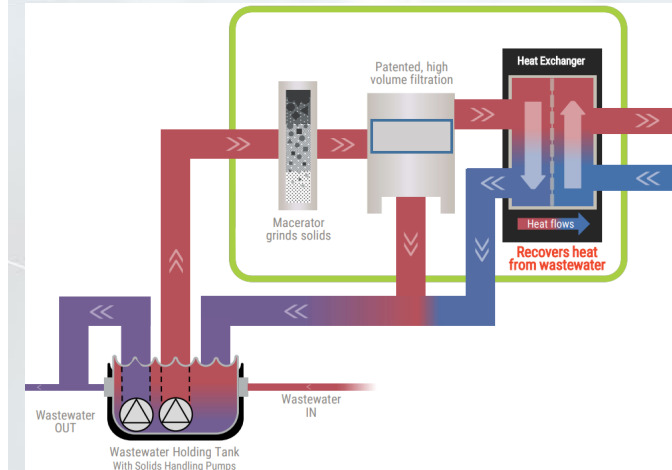 Patented, high
volume filtration
Heat Exchanger
Macerator
grinds solids
Heat flows
Recovers heat
from wastewater
Wastewater
OUT
Wastewater
IN
Wastewater Holding Tank
With Solids Handling Pumps